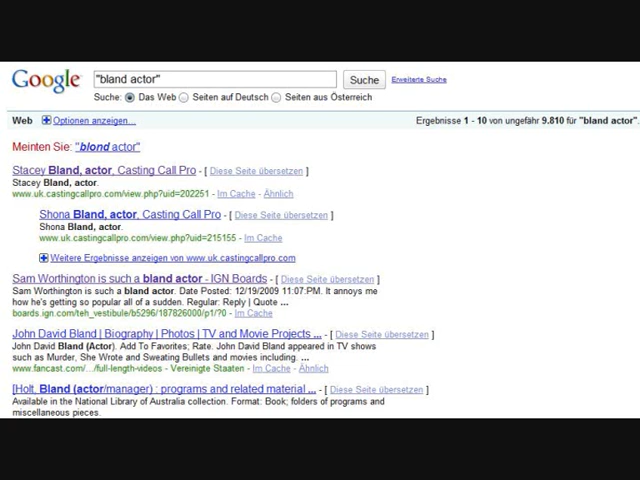 Google "bland actor" Suche Erweiterte Suche
Suche: Das Web Seiten auf Deutsch Seiten aus Österreich
Web Optionen anzeigen... Ergebnisse 1 - 10 von ungefähr 9.810 für "bland actor".
Meinten Sie: "blond actor"
Stacey Bland, actor, Casting Call Pro - [ Diese Seite übersetzen ]
Stacey Bland, actor.
www.uk.castingcallpro.com/view.php?uid=202251 - Im Cache - Ähnlich
Shona Bland, actor, Casting Call Pro - [ Diese Seite übersetzen ]
Shona Bland, actor.
www.uk.castingcallpro.com/view.php?uid=215155 - Im Cache
Weitere Ergebnisse anzeigen von www.uk.castingcallpro.com
Sam Worthington is such a bland actor - IGN Boards - [ Diese Seite übersetzen ]
Sam Worthington is such a bland actor. Date Posted: 12/19/2009 11:07:PM. It annoys me
how he's getting so popular all of a sudden. Regular: Reply | Quote ...
boards.ign.com/teh_vestibule/b5296/187826000/p1/?0 - Im Cache
John David Bland | Biography | Photos | TV and Movie Projects ... - [ Diese Seite übersetzen ]
John David Bland (Actor). Add To Favorites; Rate. John David Bland appeared in TV shows
such as Murder, She Wrote and Sweating Bullets and movies including. ...
www.fancast.com/.../full-length-videos - Vereinigte Staaten - Im Cache - Ähnlich
[Holt, Bland (actor/manager) : programs and related material ... - [ Diese Seite übersetzen ]
Available in the National Library of Australia collection. Format: Book; folders of programs and
miscellaneous pieces.